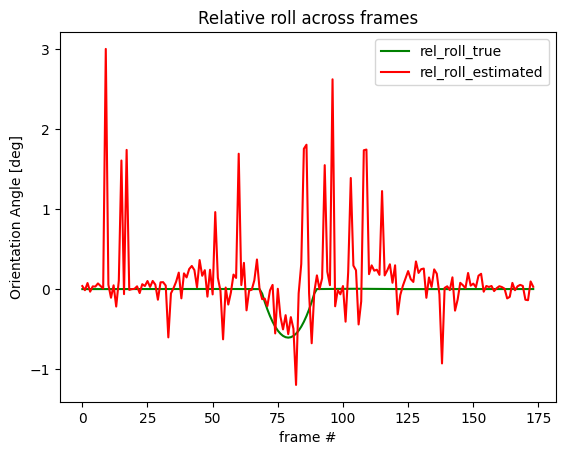 Relative roll across frames
rel_roll_true
rel_roll_estimated
Orientation Angle [deg]
3
2
1
0
−1
0 25 50 75 100 125 150 175
frame #